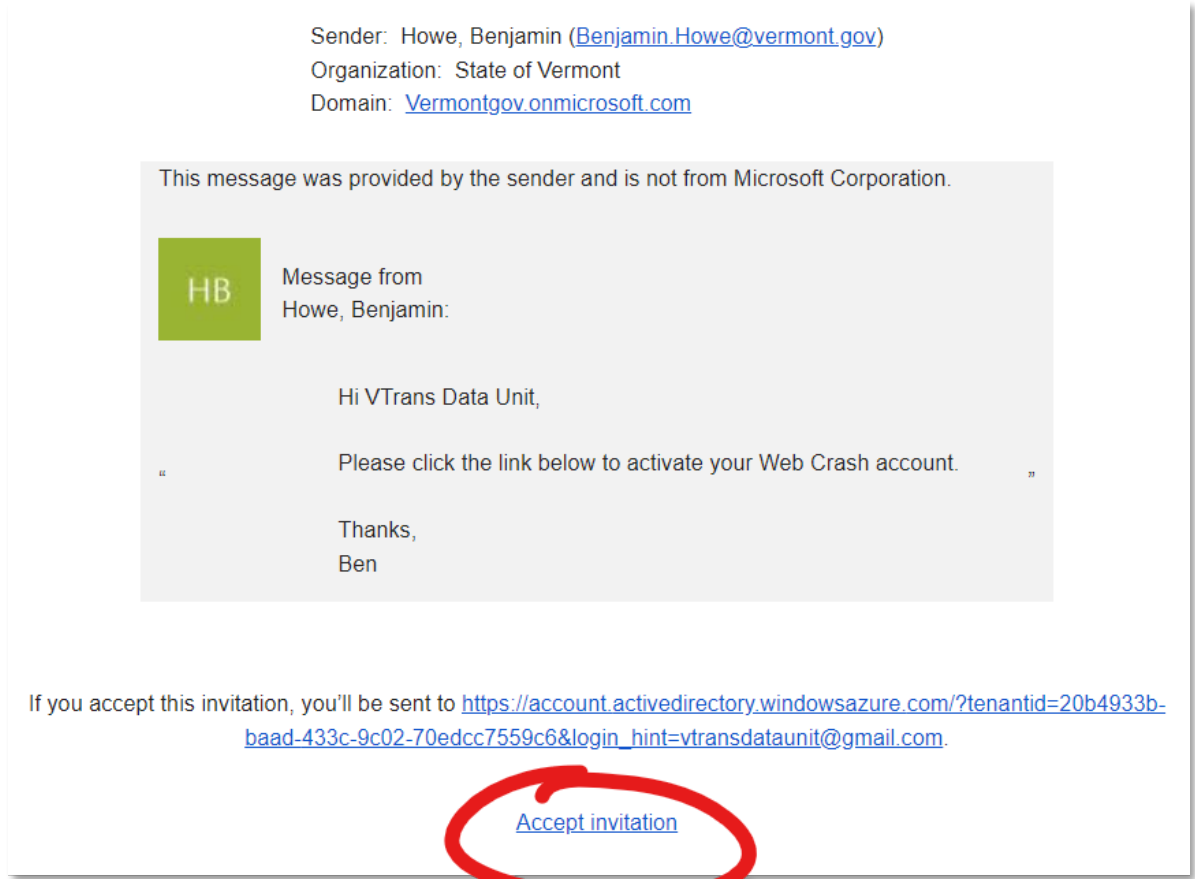 Sender:  Howe, Benjamin (Benjamin.Howe@vermont.gov)
Organization:  State of Vermont
Domain:  Vermontgov.onmicrosoft.com
This message was provided by the sender and is not from Microsoft Corporation.
HB
Message from
Howe, Benjamin:
Hi VTrans Data Unit,
“ Please click the link below to activate your Web Crash account. ”
Thanks,
Ben
If you accept this invitation, you’ll be sent to https://account.activedirectory.windowsazure.com/?tenantid=20b4933b-
baad-433c-9c02-70edcc7559c6&login_hint=vtransdataunit@gmail.com.
Accept invitation